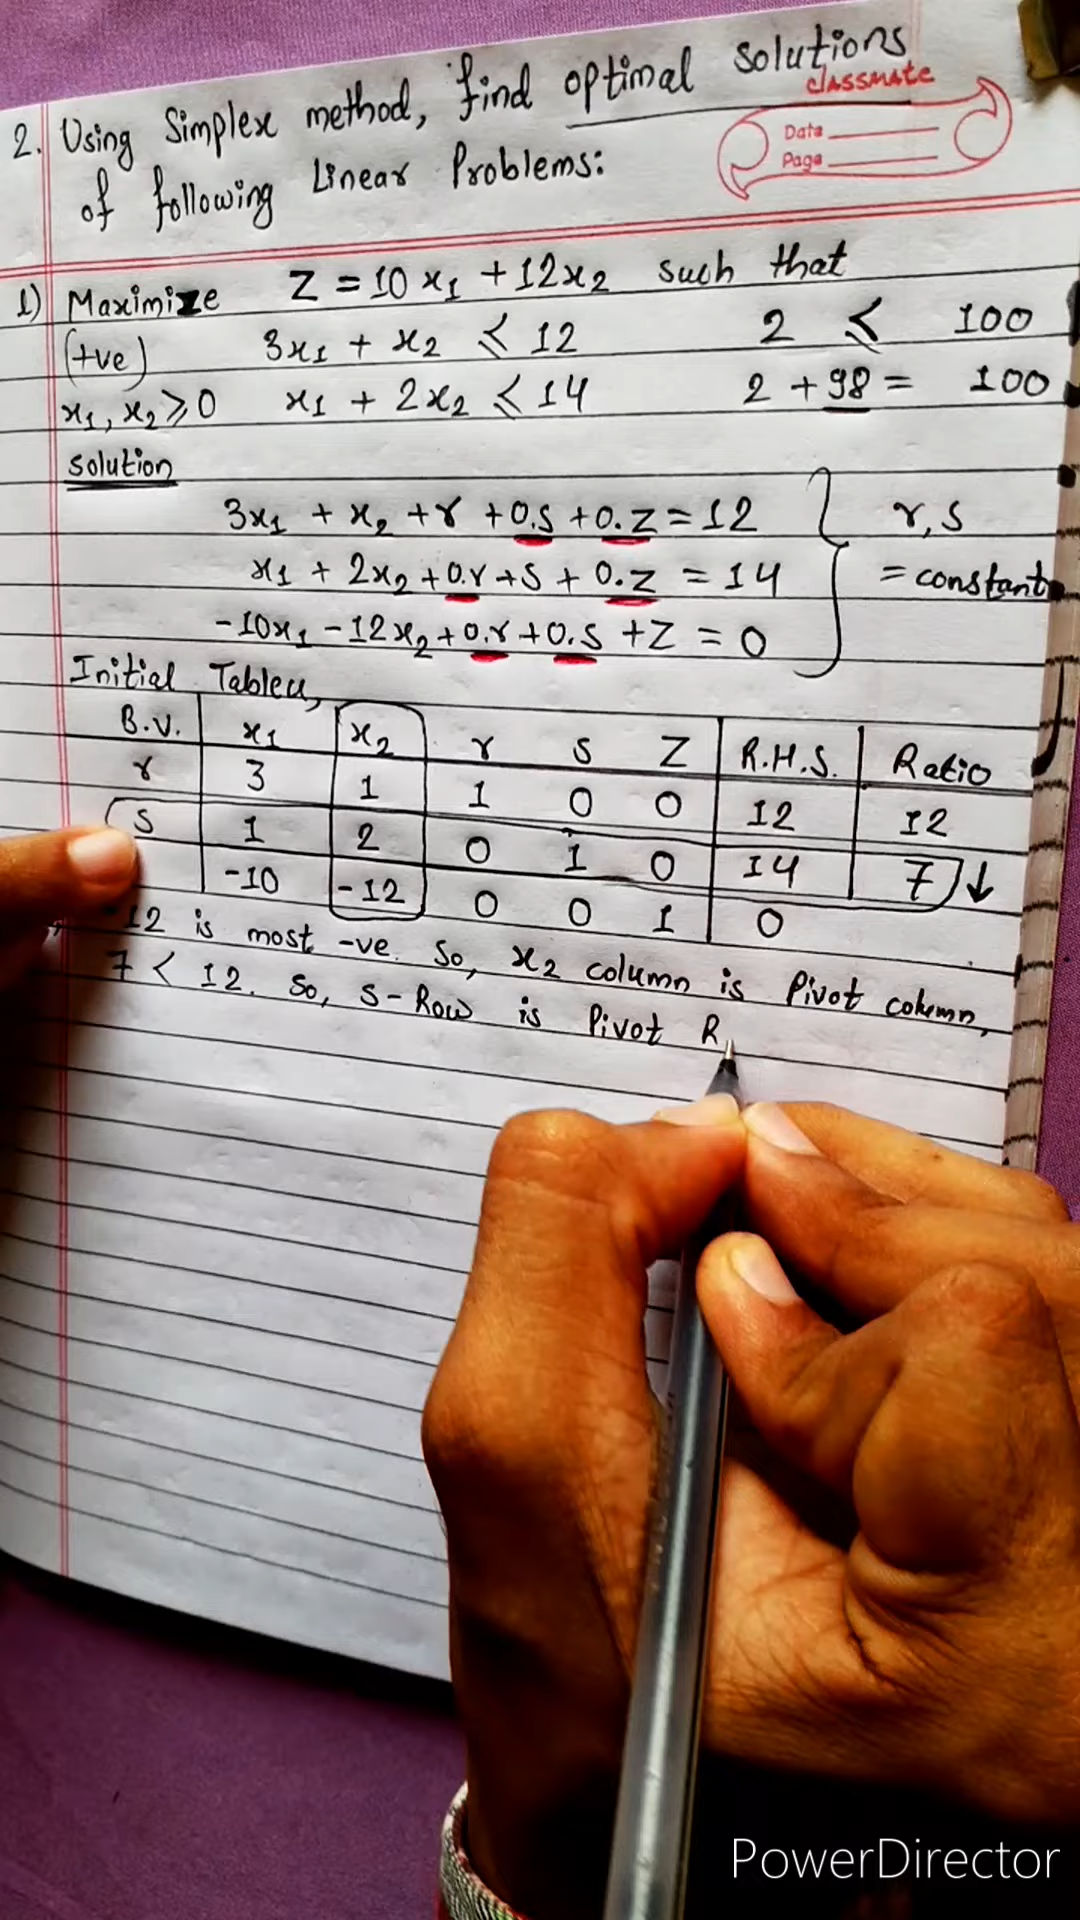 2. Using Simplex method, find optimal solutions
classmate
Date
Page
of following Linear Problems:
1) Maximize Z = 10x₁ + 12x₂ such that
(+ve) 3x₁ + x₂ ⩽ 12 2 ⩽ 100
x₁, x₂ ⩾ 0 x₁ + 2x₂ ⩽ 14 2 + 98 = 100
Solution
3x₁ + x₂ + r + 0.s + 0.z = 12 } r, s
x₁ + 2x₂ + 0.r + s + 0.z = 14 = constant
-10x₁ - 12x₂ + 0.r + 0.s + Z = 0
Initial Tableu,
B.V. x₁ x₂ r s Z R.H.S. Ratio
r 3 1 1 0 0 12 12
s 1 2 0 1 0 14 7 ↓
-10 -12 0 0 1 0
-12 is most -ve. So, x₂ column is Pivot column,
7 < 12. So, s-Row is Pivot R
PowerDirector